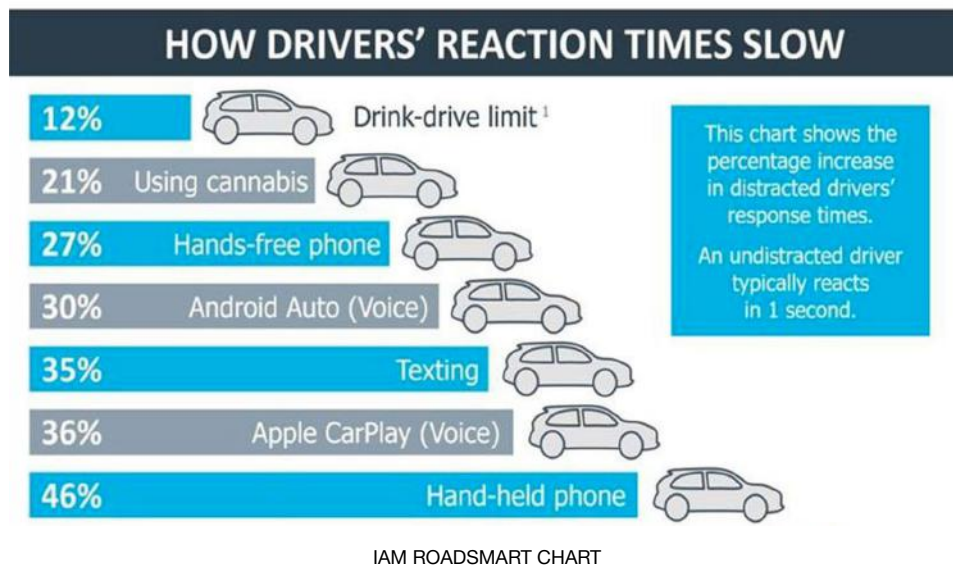 HOW DRIVERS' REACTION TIMES SLOW
12%
Drink-drive limit ¹
21% Using cannabis
27% Hands-free phone
30% Android Auto (Voice)
35% Texting
36% Apple CarPlay (Voice)
46% Hand-held phone
This chart shows the
percentage increase
in distracted drivers'
response times.
An undistracted driver
typically reacts
in 1 second.
IAM ROADSMART CHART